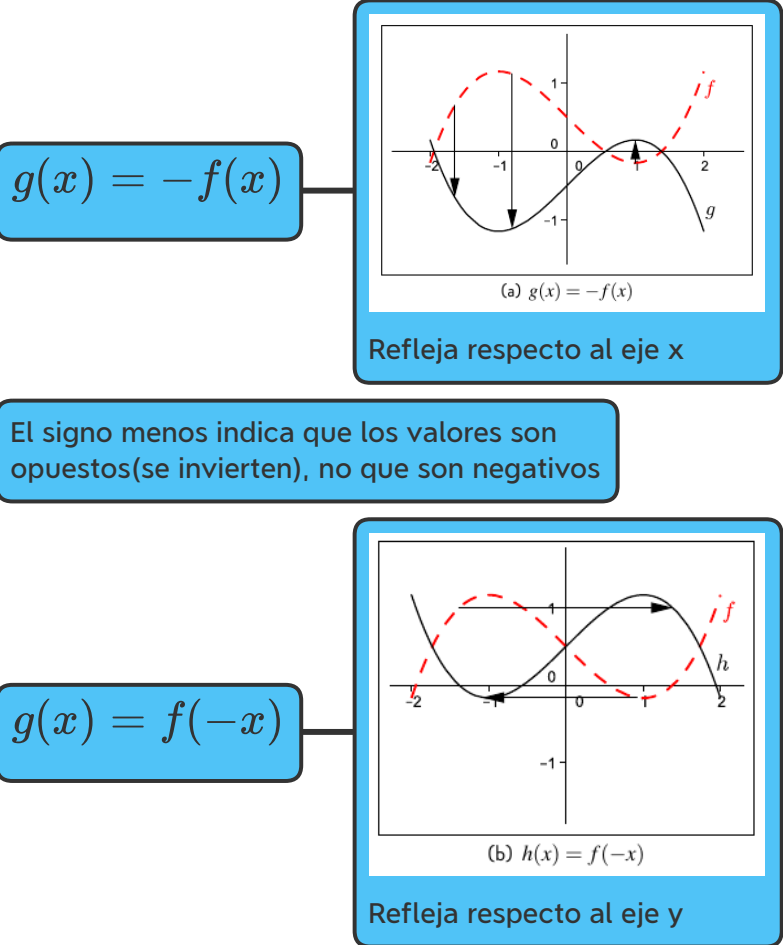 g(x) = −f(x)
1
f
0
-2
-1
0
1
2
-1
g
(a) g(x) = −f(x)
Refleja respecto al eje x
El signo menos indica que los valores son
opuestos(se invierten), no que son negativos
g(x) = f(−x)
1
f
h
0
-2
-1
0
1
2
-1
(b) h(x) = f(−x)
Refleja respecto al eje y